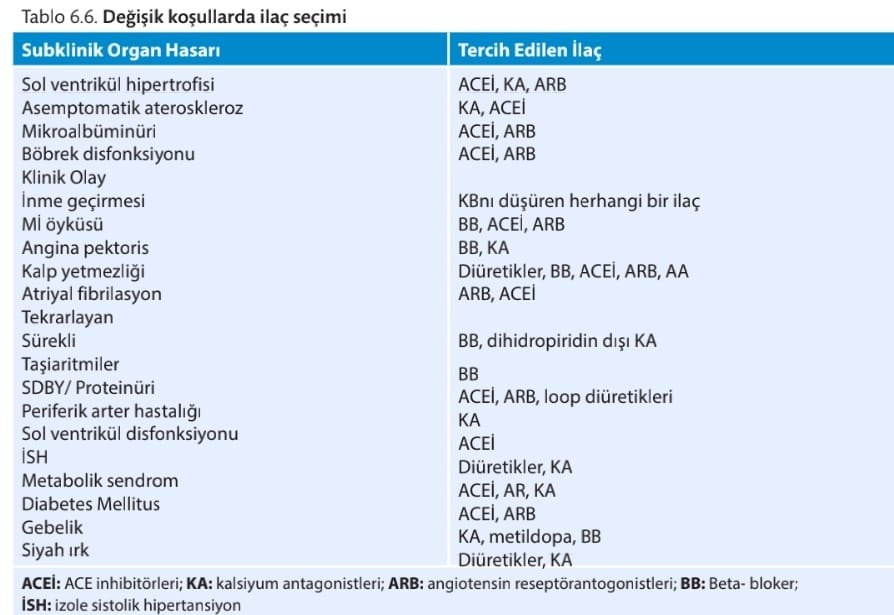 Tablo 6.6. Değişik koşullarda ilaç seçimi
Subklinik Organ Hasarı Tercih Edilen İlaç
Sol ventrikül hipertrofisi ACEİ, KA, ARB
Asemptomatik ateroskleroz KA, ACEİ
Mikroalbüminüri ACEİ, ARB
Böbrek disfonksiyonu ACEİ, ARB
Klinik Olay
İnme geçirmesi KBnı düşüren herhangi bir ilaç
Mİ öyküsü BB, ACEİ, ARB
Angina pektoris BB, KA
Kalp yetmezliği Diüretikler, BB, ACEİ, ARB, AA
Atriyal fibrilasyon ARB, ACEİ
Tekrarlayan
Sürekli BB, dihidropiridin dışı KA
Taşiaritmiler BB
SDBY/ Proteinüri ACEİ, ARB, loop diüretikleri
Periferik arter hastalığı KA
Sol ventrikül disfonksiyonu ACEİ
İSH Diüretikler, KA
Metabolik sendrom ACEİ, AR, KA
Diabetes Mellitus ACEİ, ARB
Gebelik KA, metildopa, BB
Siyah ırk Diüretikler, KA
ACEİ: ACE inhibitörleri; KA: kalsiyum antagonistleri; ARB: angiotensin reseptörantogonistleri; BB: Beta- bloker;
İSH: izole sistolik hipertansiyon